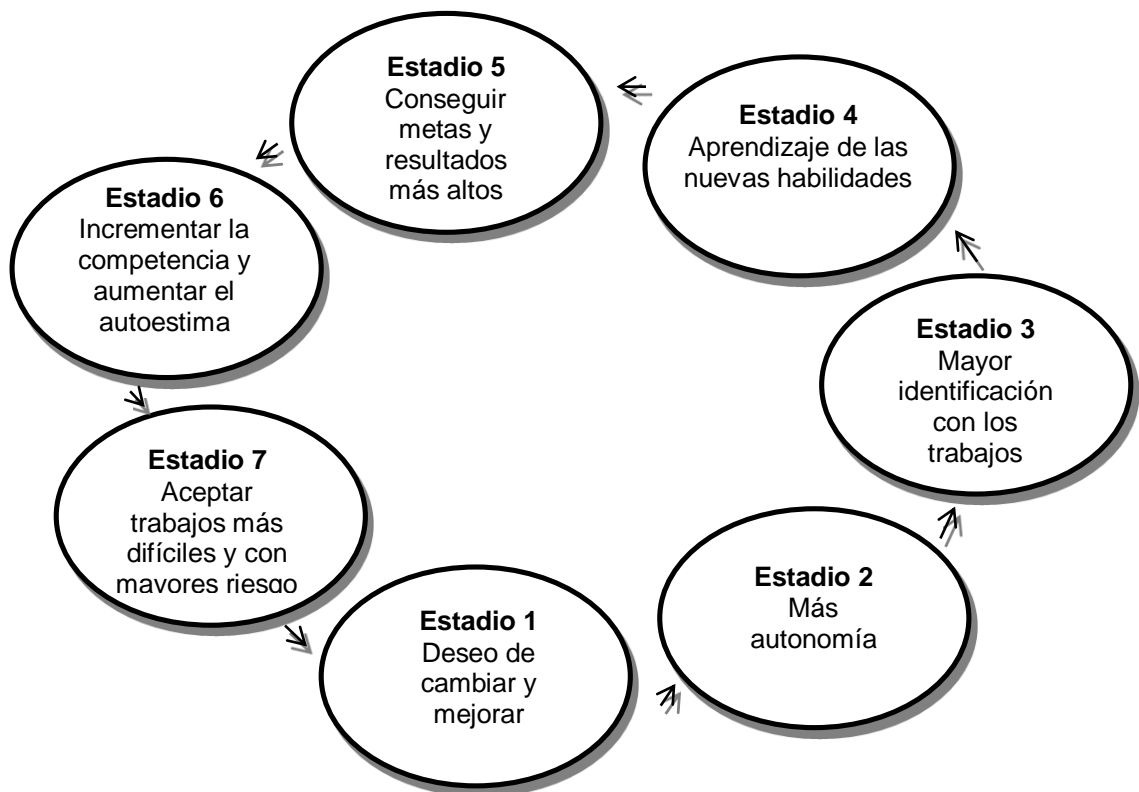 Estadio 5
Conseguir
metas y
resultados
más altos
Estadio 4
Aprendizaje de las
nuevas habilidades
Estadio 6
Incrementar la
competencia y
aumentar el
autoestima
Estadio 3
Mayor
identificación
con los
trabajos
Estadio 7
Aceptar
trabajos más
difíciles y con
mayores riesgo
Estadio 2
Más
autonomía
Estadio 1
Deseo de
cambiar y
mejorar